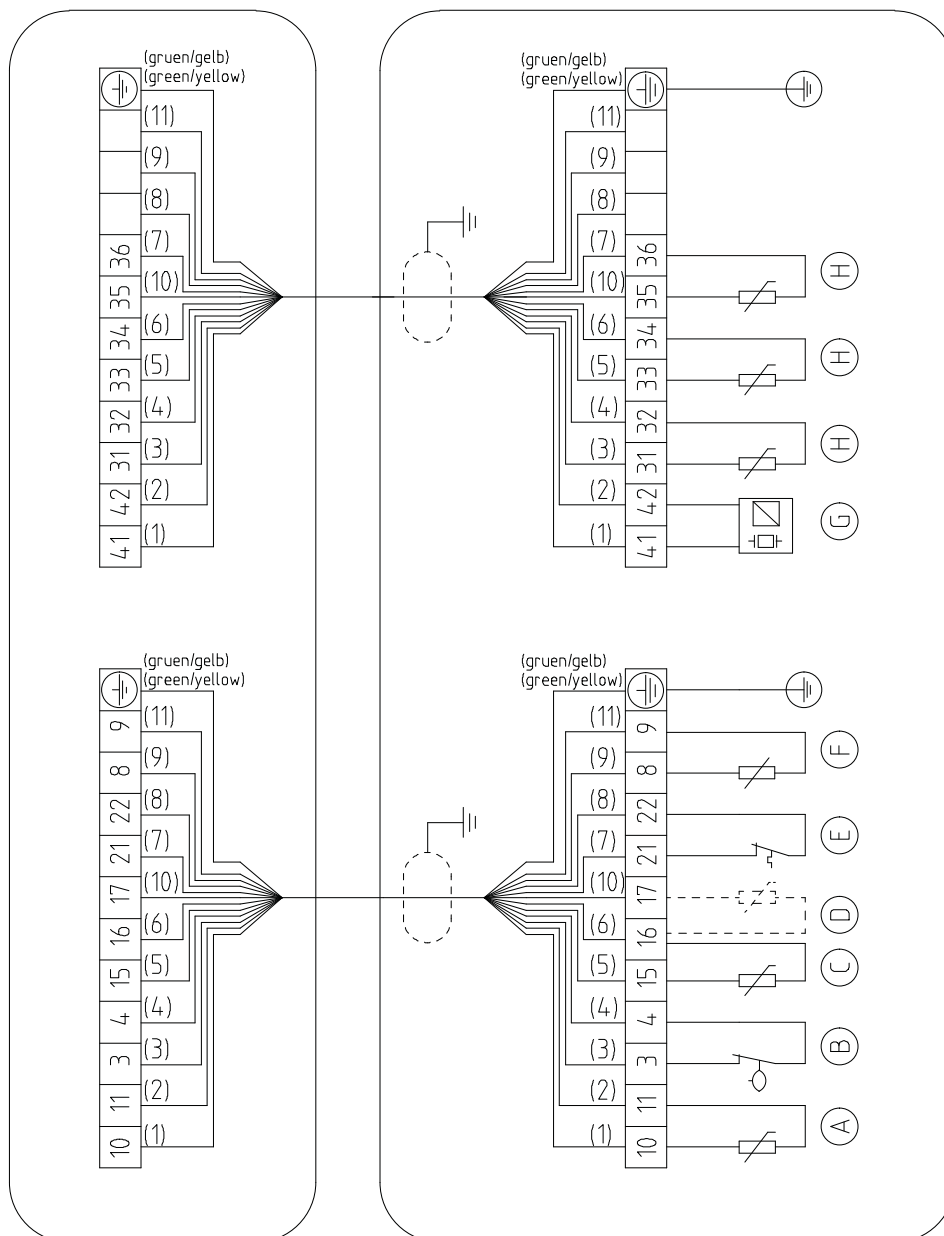 (gruen/gelb)
(green/yellow)
(11)
(9)
(8)
36 (7)
35 (10)
34 (6)
33 (5)
32 (4)
31 (3)
42 (2)
41 (1)
(gruen/gelb)
(green/yellow)
(11)
(9)
(8)
(7) 36
(10) 35
H
(6) 34
(5) 33
H
(4) 32
(3) 31
H
(2) 42
(1) 41
G
(gruen/gelb)
(green/yellow)
9 (11)
8 (9)
22 (8)
21 (7)
17 (10)
16 (6)
15 (5)
4 (4)
3 (3)
11 (2)
10 (1)
(gruen/gelb)
(green/yellow)
(11) 9
(9) 8
F
(8) 22
(7) 21
E
(10) 17
(6) 16
D
(5) 15
C
(4) 4
(3) 3
B
(2) 11
(1) 10
A